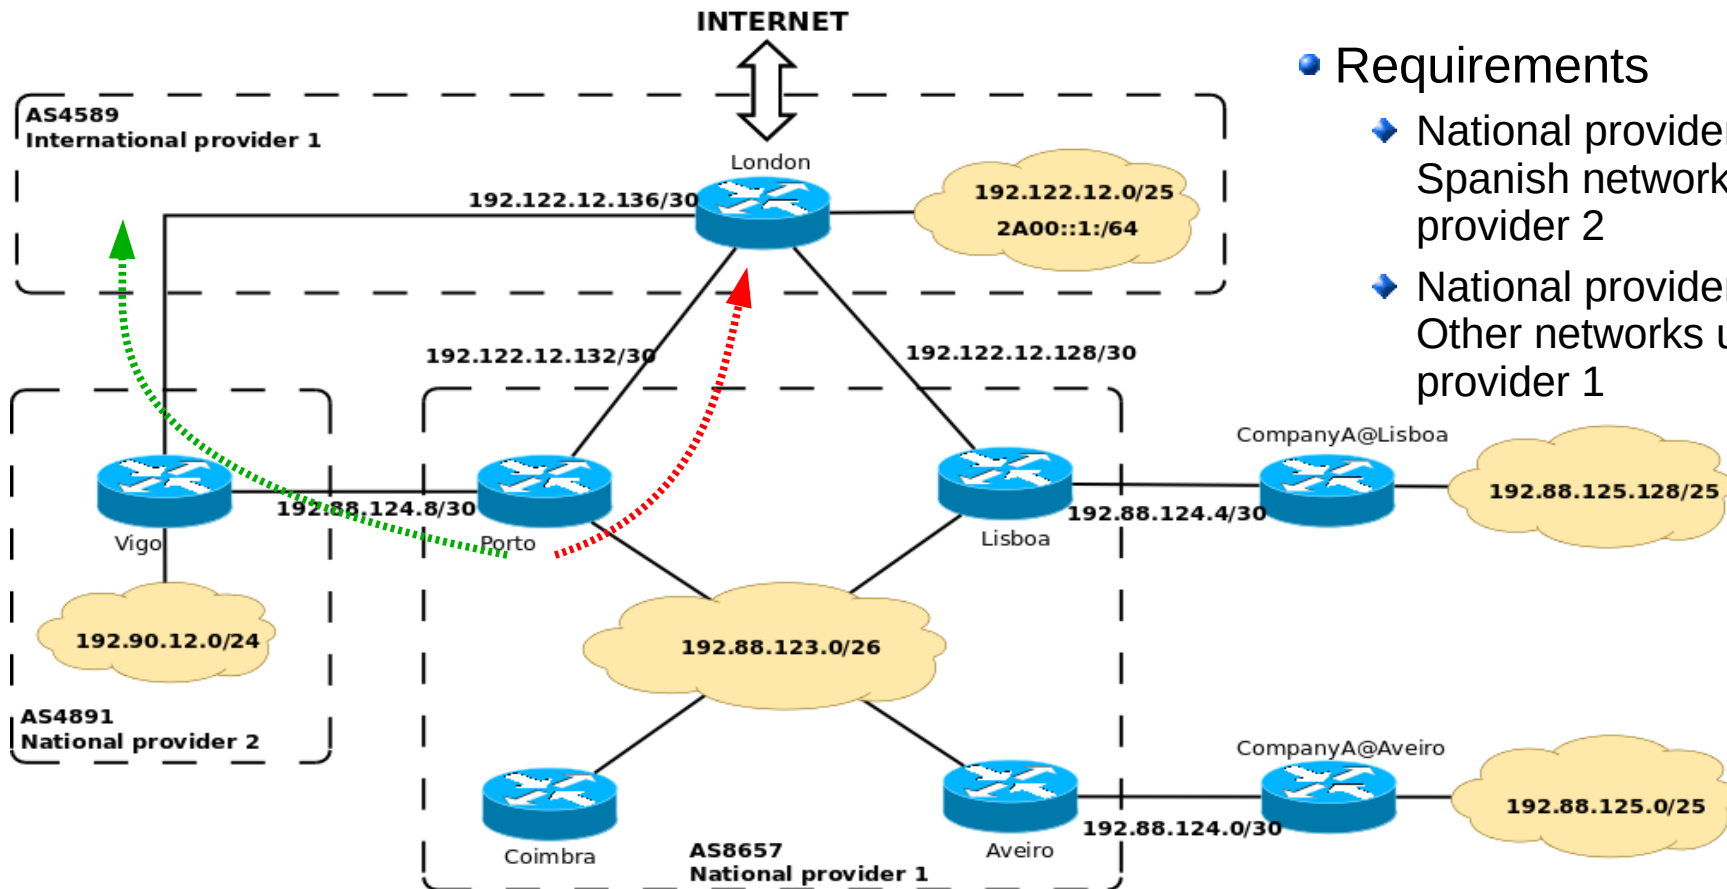 INTERNET
Requirements
National provider
Spanish network
provider 2
National provider
Other networks u
provider 1
AS4589
International provider 1
London
192.122.12.136/30
192.122.12.0/25
2A00::1:/64
192.122.12.132/30
192.122.12.128/30
CompanyA@Lisboa
192.88.125.128/25
192.88.124.8/30
192.88.124.4/30
Vigo
Porto
Lisboa
192.90.12.0/24
192.88.123.0/26
AS4891
National provider 2
CompanyA@Aveiro
192.88.125.0/25
192.88.124.0/30
Coimbra
Aveiro
AS8657
National provider 1